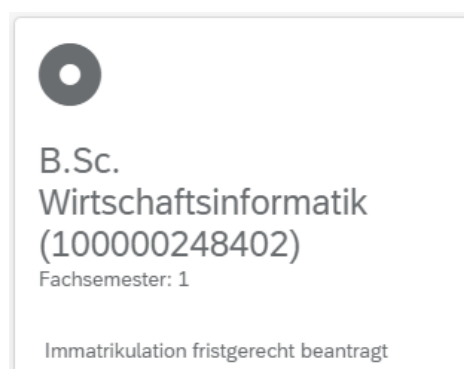 B.Sc.
Wirtschaftsinformatik
(100000248402)
Fachsemester: 1
Immatrikulation fristgerecht beantragt